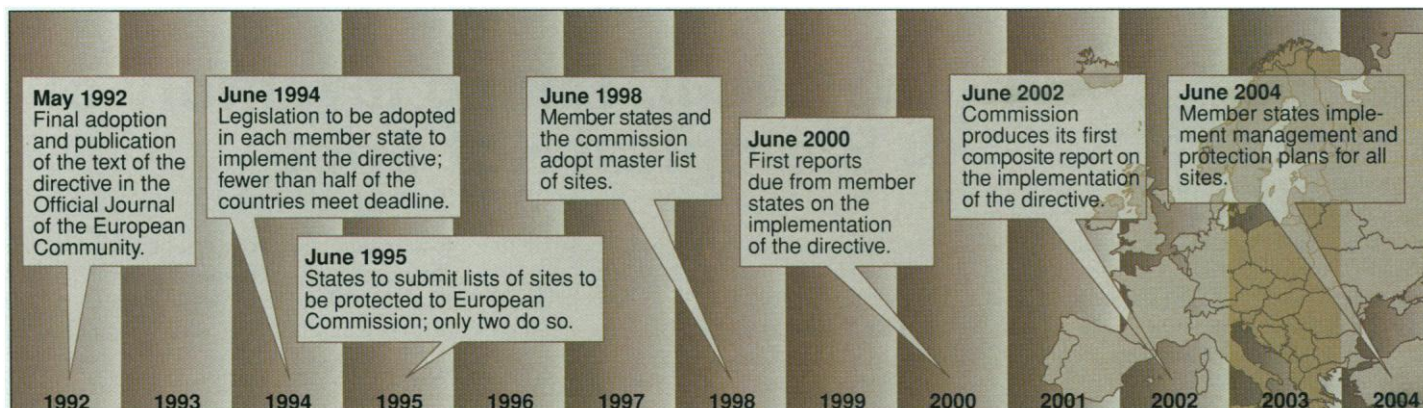 May 1992
Final adoption
and publication
of the text of the
directive in the
Official Journal
of the European
Community.
June 1994
Legislation to be adopted
in each member state to
implement the directive;
fewer than half of the
countries meet deadline.
June 1995
States to submit lists of sites to
be protected to European
Commission; only two do so.
June 1998
Member states and
the commission
adopt master list
of sites.
June 2000
First reports
due from member
states on the
implementation
of the directive.
June 2002
Commission
produces its first
composite report on
the implementation
of the directive.
June 2004
Member states imple-
ment management and
protection plans for all
sites.
1992 1993 1994 1995 1996 1997 1998 1999 2000 2001 2002 2003 2004